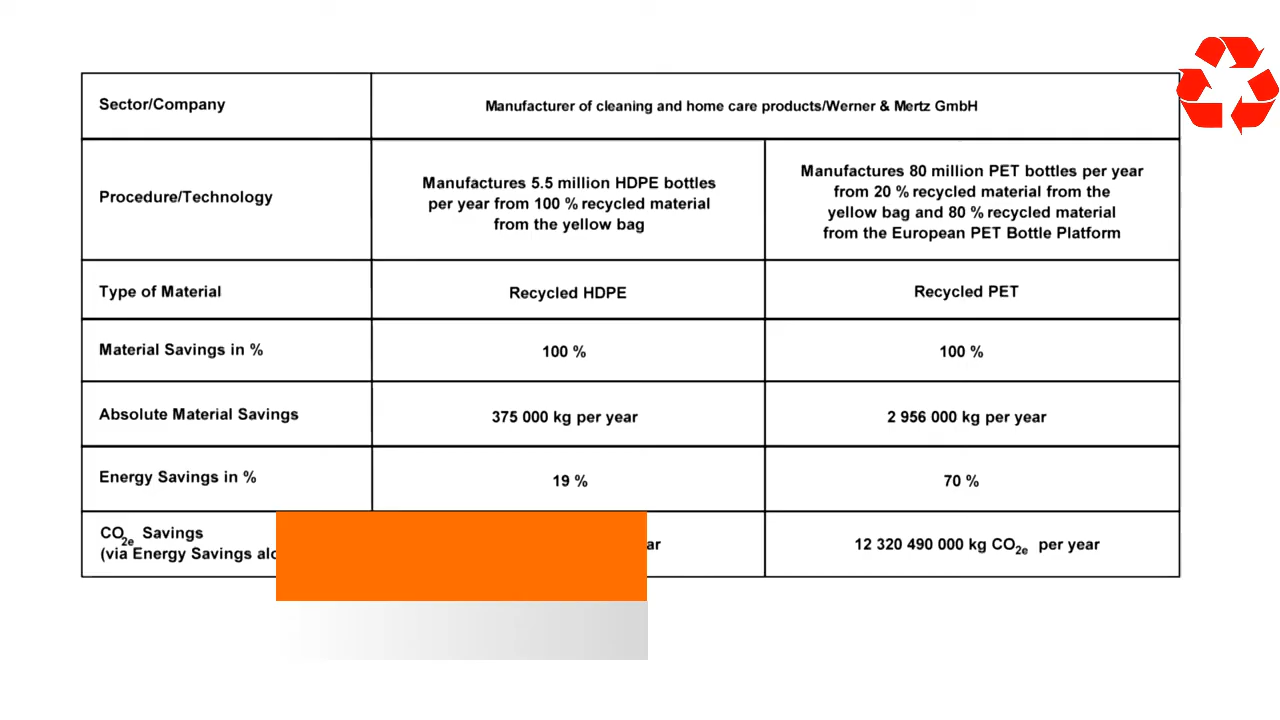 Sector/Company
Manufacturer of cleaning and home care products/Werner & Mertz GmbH
Procedure/Technology
Manufactures 5.5 million HDPE bottles
per year from 100 % recycled material
from the yellow bag
Manufactures 80 million PET bottles per year
from 20 % recycled material from the
yellow bag and 80 % recycled material
from the European PET Bottle Platform
Type of Material
Recycled HDPE
Recycled PET
Material Savings in %
100 %
100 %
Absolute Material Savings
375 000 kg per year
2 956 000 kg per year
Energy Savings in %
19 %
70 %
CO2e Savings
(via Energy Savings
12 320 490 000 kg CO2e per year